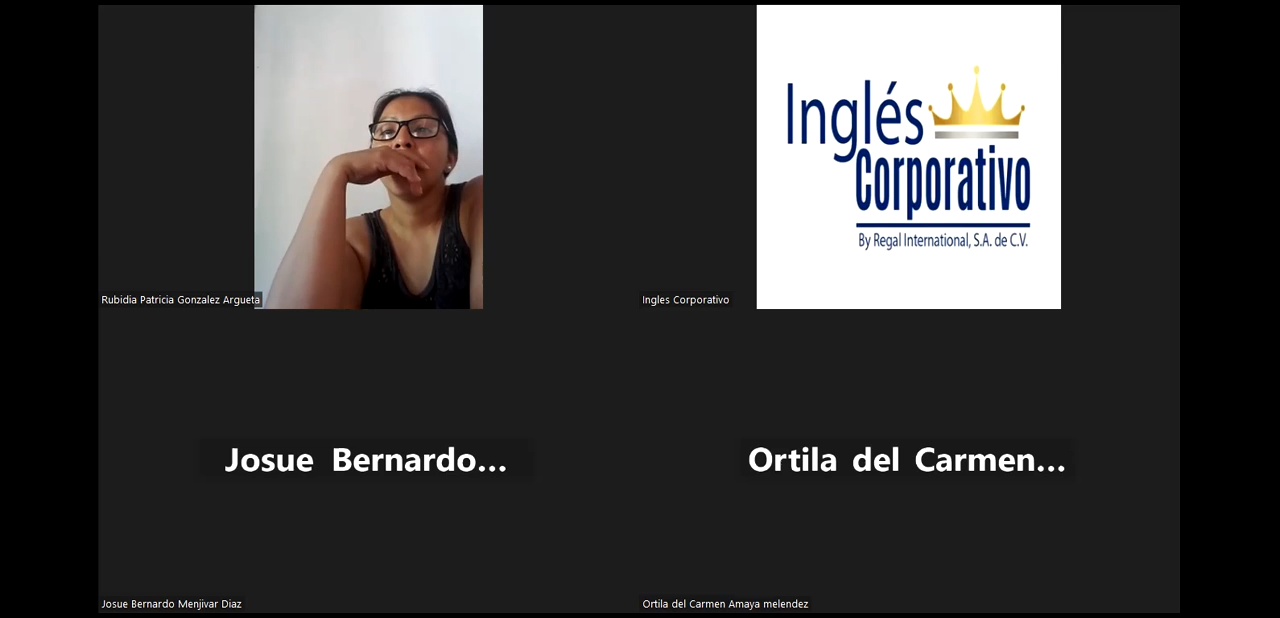 Inglés
Corporativo
By Regal International, S.A. de C.V.
Rubidia Patricia Gonzalez Argueta
Ingles Corporativo
Josue Bernardo...
Ortila del Carmen...
Josue Bernardo Menjivar Diaz
Ortila del Carmen Amaya melendez